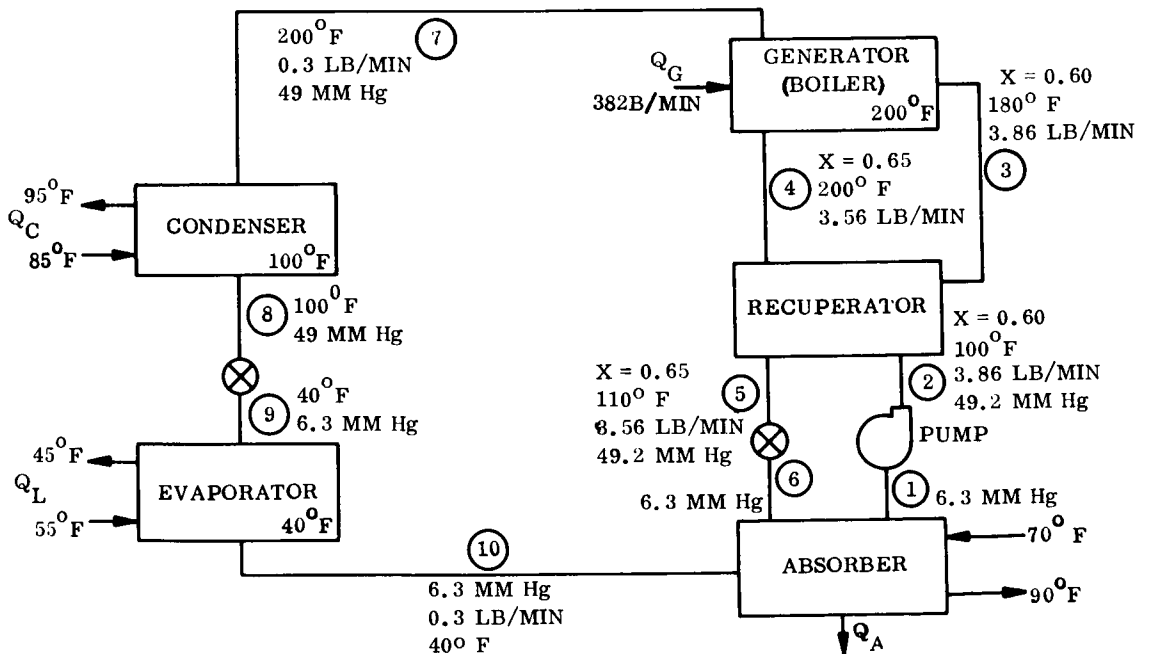 200°F
0.3 LB/MIN
49 MM Hg
7
Q_G
382B/MIN
GENERATOR
(BOILER)
200°F
X = 0.60
180° F
3.86 LB/MIN
3
4
X = 0.65
200° F
3.56 LB/MIN
95°F
Q_C
85°F
CONDENSER
100°F
8
100° F
49 MM Hg
RECUPERATOR
9
40°F
6.3 MM Hg
X = 0.65
110° F
3.56 LB/MIN
49.2 MM Hg
5
X = 0.60
100°F
2
3.86 LB/MIN
49.2 MM Hg
PUMP
45°F
Q_L
55°F
EVAPORATOR
40°F
6.3 MM Hg
6
1
6.3 MM Hg
10
6.3 MM Hg
0.3 LB/MIN
40° F
ABSORBER
70° F
90°F
Q_A